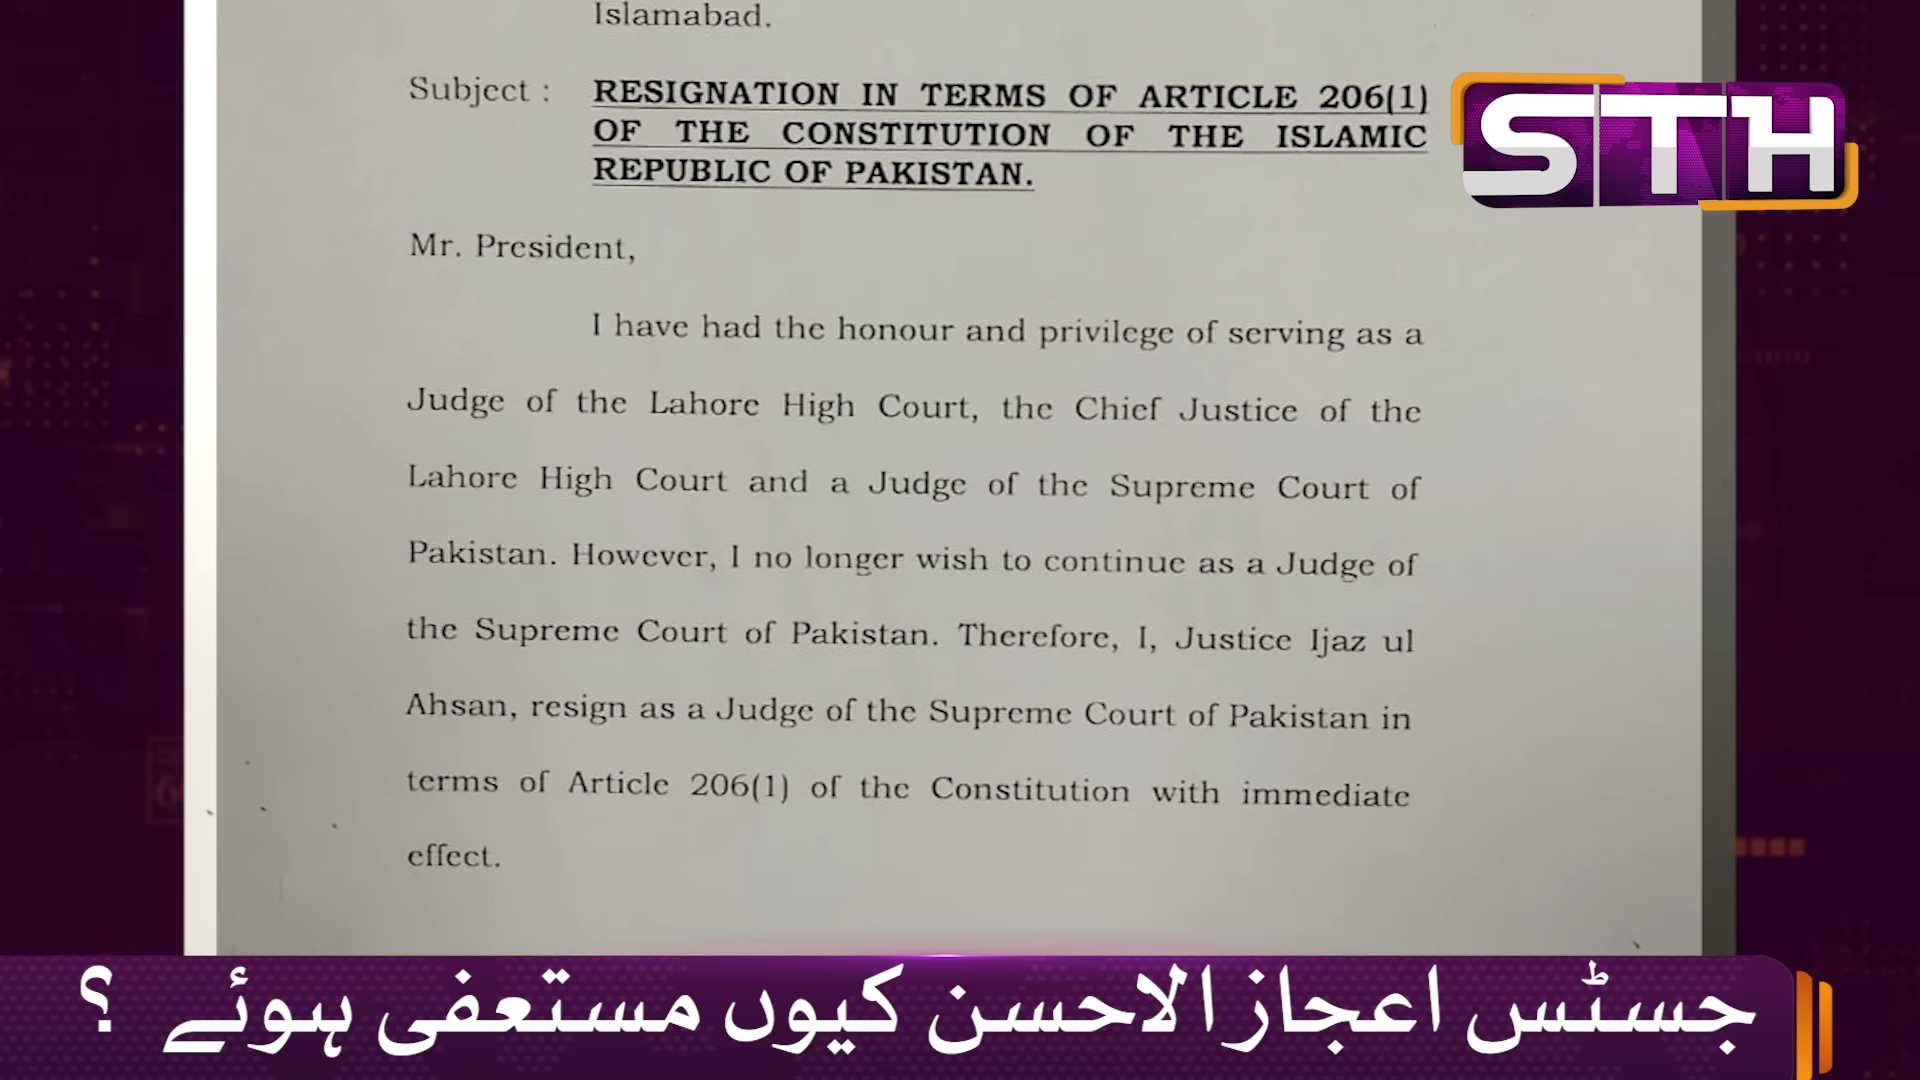 Islamabad.
Subject : RESIGNATION IN TERMS OF ARTICLE 206(1)
OF THE CONSTITUTION OF THE ISLAMIC
REPUBLIC OF PAKISTAN.
STH
Mr. President,
I have had the honour and privilege of serving as a
Judge of the Lahore High Court, the Chief Justice of the
Lahore High Court and a Judge of the Supreme Court of
Pakistan. However, I no longer wish to continue as a Judge of
the Supreme Court of Pakistan. Therefore, I, Justice Ijaz ul
Ahsan, resign as a Judge of the Supreme Court of Pakistan in
terms of Article 206(1) of the Constitution with immediate
effect.
جسٹس اعجازالاحسن کیوں مستعفی ہوئے ؟